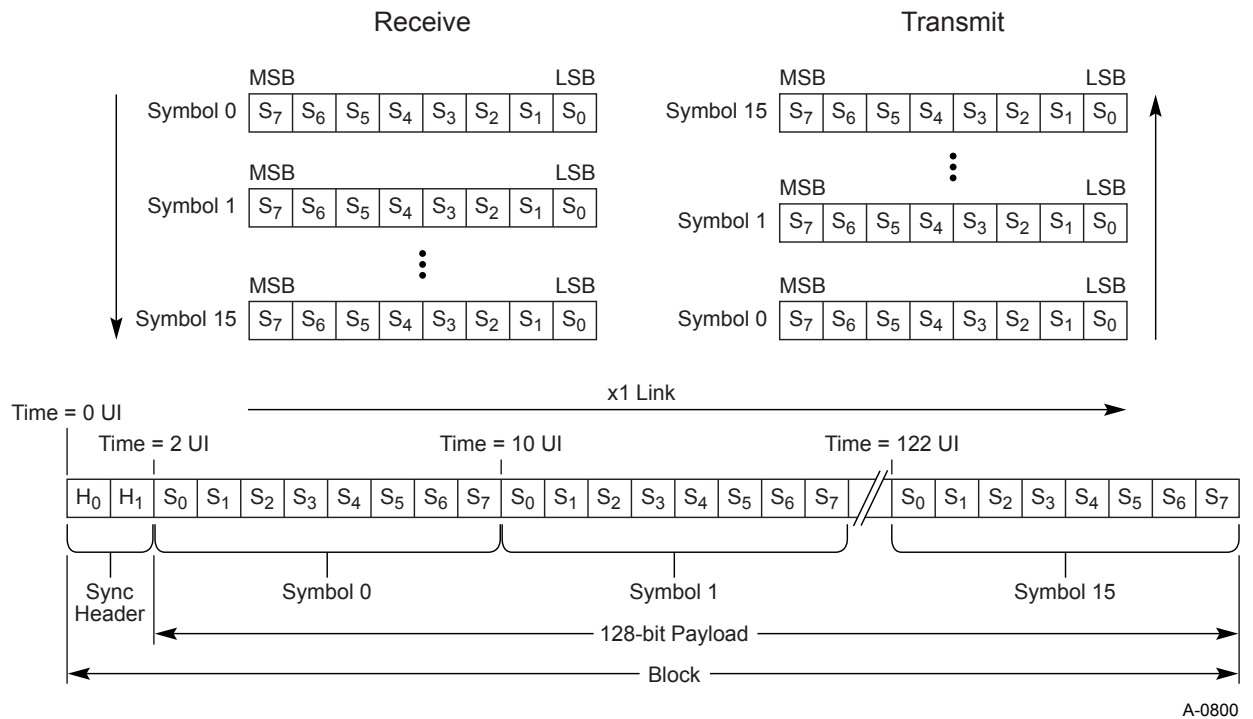 Receive
Transmit
MSB LSB
Symbol 0 S7 S6 S5 S4 S3 S2 S1 S0
MSB LSB
Symbol 1 S7 S6 S5 S4 S3 S2 S1 S0
MSB LSB
Symbol 15 S7 S6 S5 S4 S3 S2 S1 S0
MSB LSB
Symbol 15 S7 S6 S5 S4 S3 S2 S1 S0
MSB LSB
Symbol 1 S7 S6 S5 S4 S3 S2 S1 S0
MSB LSB
Symbol 0 S7 S6 S5 S4 S3 S2 S1 S0
x1 Link
Time = 0 UI
Time = 2 UI Time = 10 UI Time = 122 UI
H0 H1 S0 S1 S2 S3 S4 S5 S6 S7 S0 S1 S2 S3 S4 S5 S6 S7 S0 S1 S2 S3 S4 S5 S6 S7
Sync
Header
Symbol 0 Symbol 1 Symbol 15
128-bit Payload
Block
A-0800